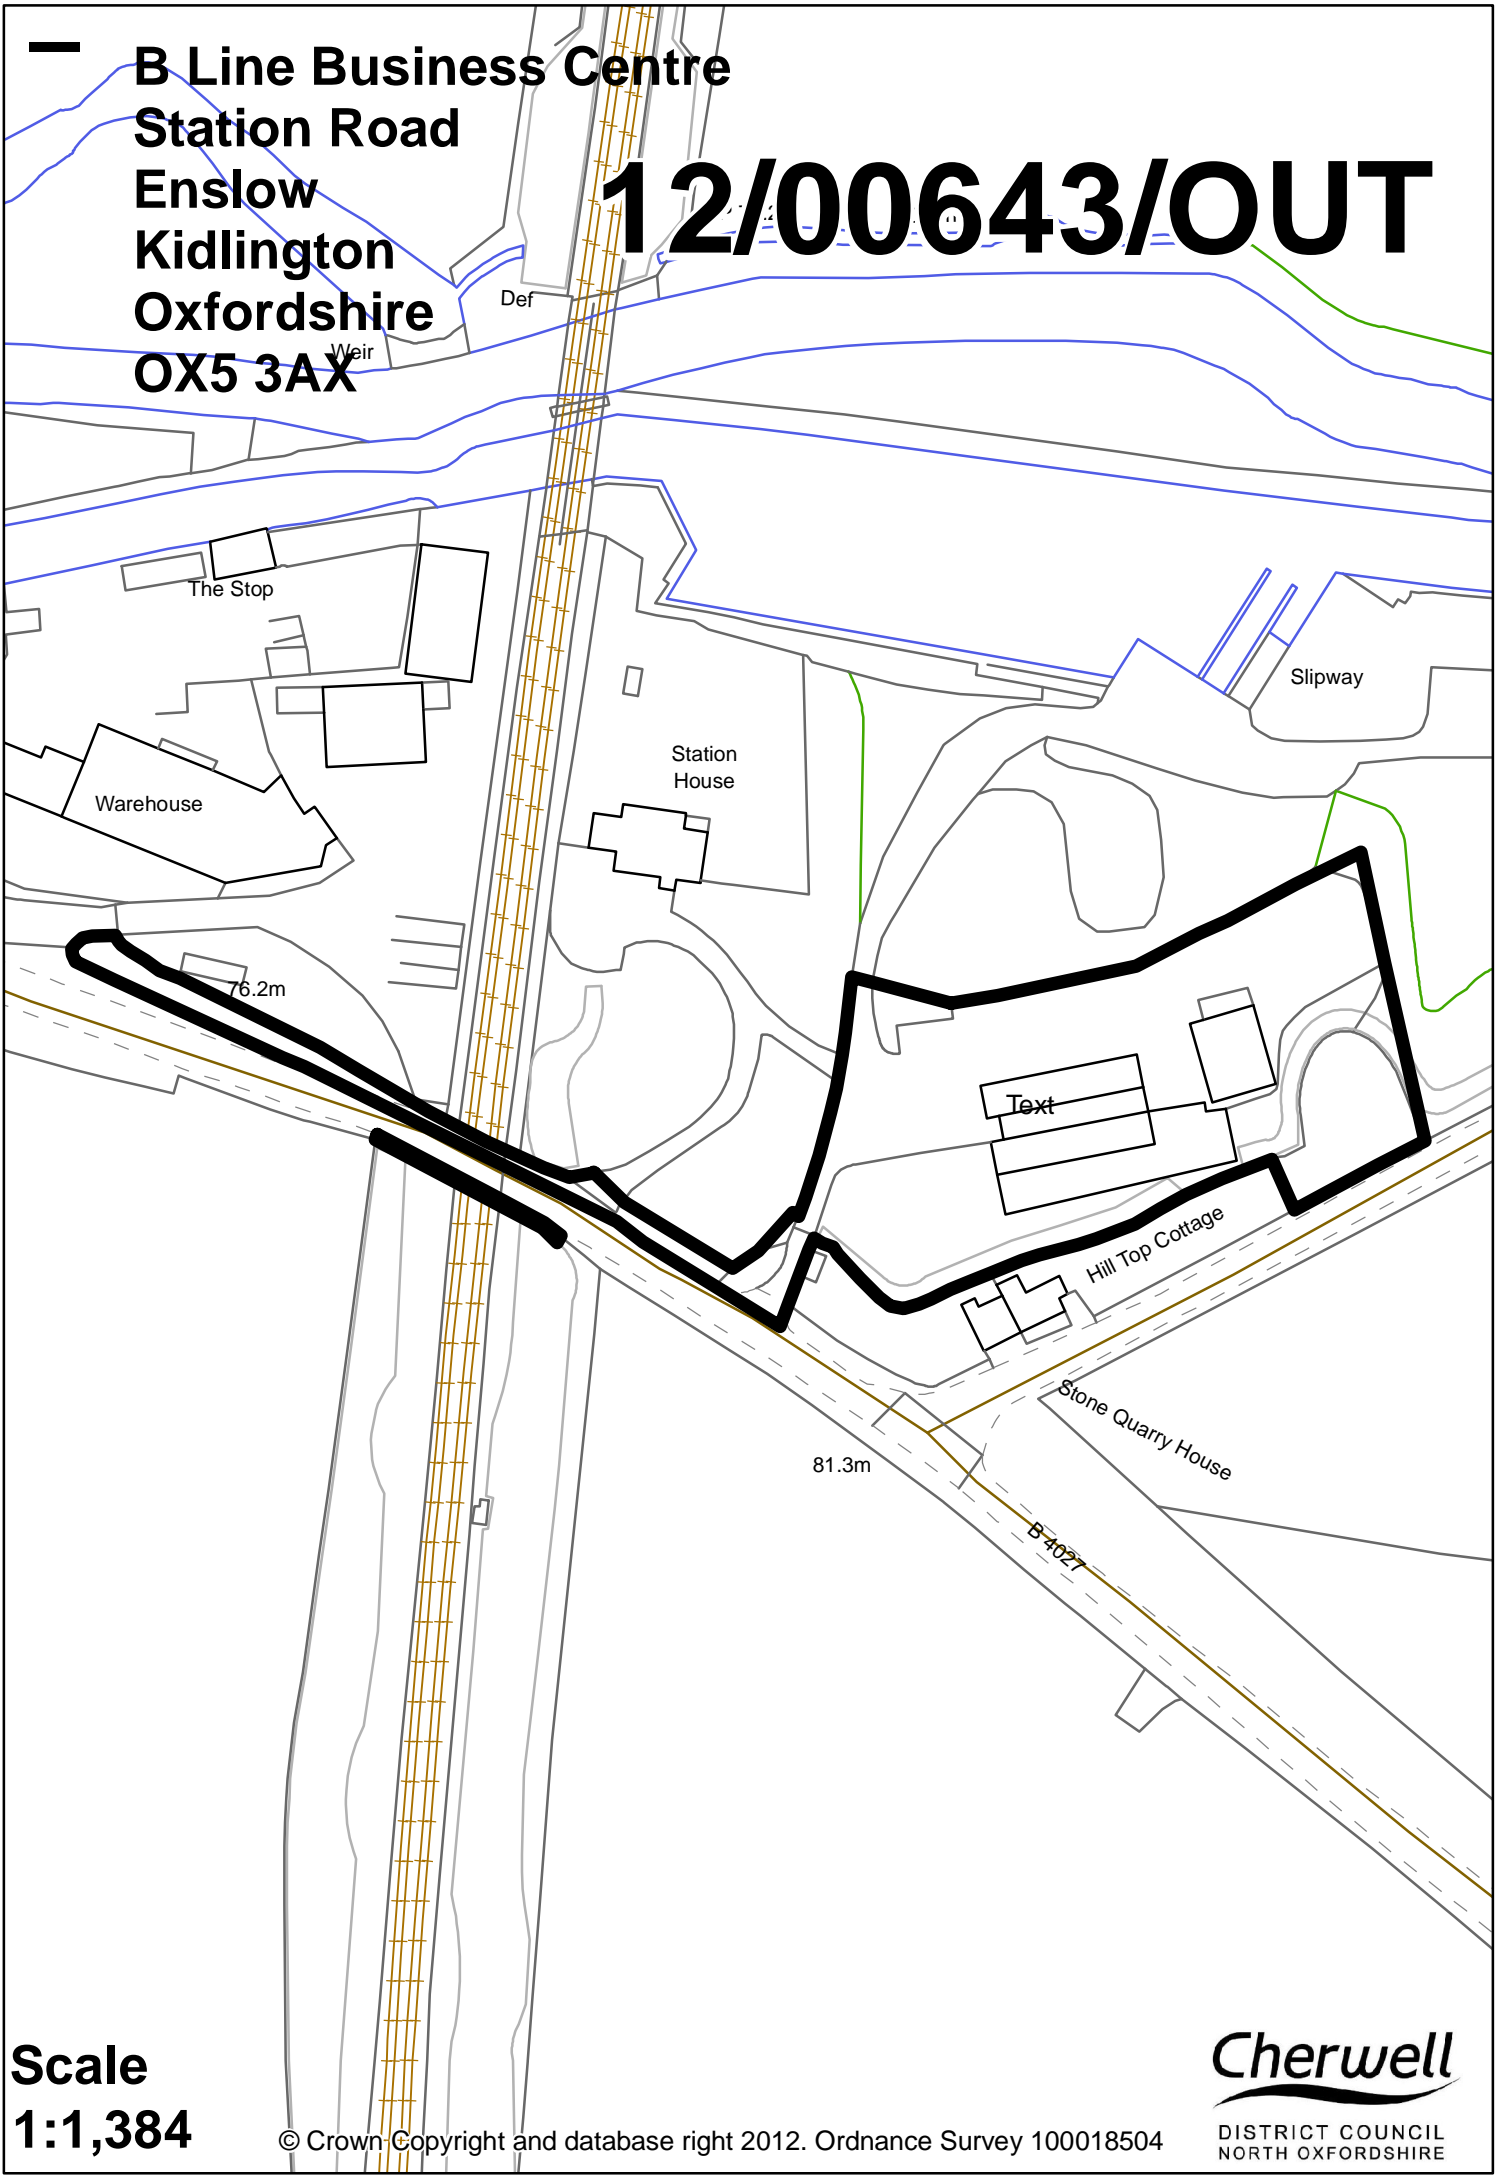 B Line Business Centre
Station Road
Enslow
Kidlington
Oxfordshire
OX5 3AX
12/00643/OUT
Def
Weir
The Stop
Slipway
Station
House
Warehouse
76.2m
Text
Hill Top Cottage
Stone Quarry House
81.3m
B 4027
Scale
1:1,384
© Crown Copyright and database right 2012. Ordnance Survey 100018504
Cherwell
DISTRICT COUNCIL
NORTH OXFORDSHIRE